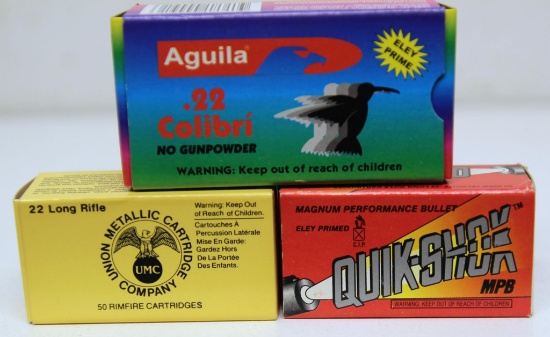 Aguila
ELEY
PRIME
.22
Colibrí
NO GUNPOWDER
WARNING: Keep out of reach of children
22 Long Rifle
Warning: Keep Out
of Reach of Children.
Cartouches À
Percussion Latérale
Mise En Garde:
Gardez Hors
De La Portée
Des Enfants.
UNION METALLIC CARTRIDGE
COMPANY
UMC
50 RIMFIRE CARTRIDGES
MAGNUM PERFORMANCE BULLET
ELEY PRIMED
C.I.P.
QUIK-SHOK™
MPB
WARNING: KEEP OUT OF REACH OF CHILDREN